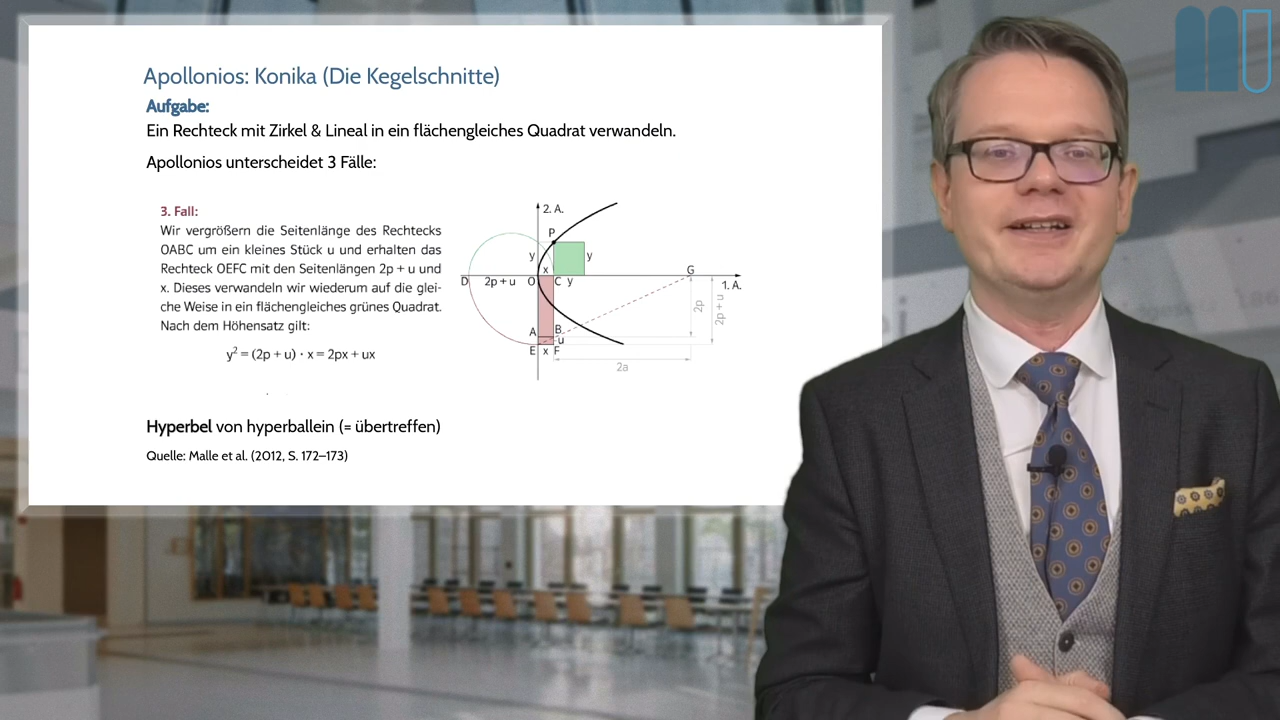 Apollonios: Konika (Die Kegelschnitte)
Aufgabe:
Ein Rechteck mit Zirkel & Lineal in ein flächengleiches Quadrat verwandeln.
Apollonios unterscheidet 3 Fälle:
3. Fall:
Wir vergrößern die Seitenlänge des Rechtecks
OABC um ein kleines Stück u und erhalten das
Rechteck OEFC mit den Seitenlängen 2p + u und
x. Dieses verwandeln wir wiederum auf die glei-
che Weise in ein flächengleiches grünes Quadrat.
Nach dem Höhensatz gilt:
y² = (2p + u) · x = 2px + ux
2. A.
P
y
y
x
G
D
2p + u
O
C
y
1. A.
2p
2p + u
A
B
u
E
x
F
2a
Hyperbel von hyperballein (= übertreffen)
Quelle: Malle et al. (2012, S. 172–173)